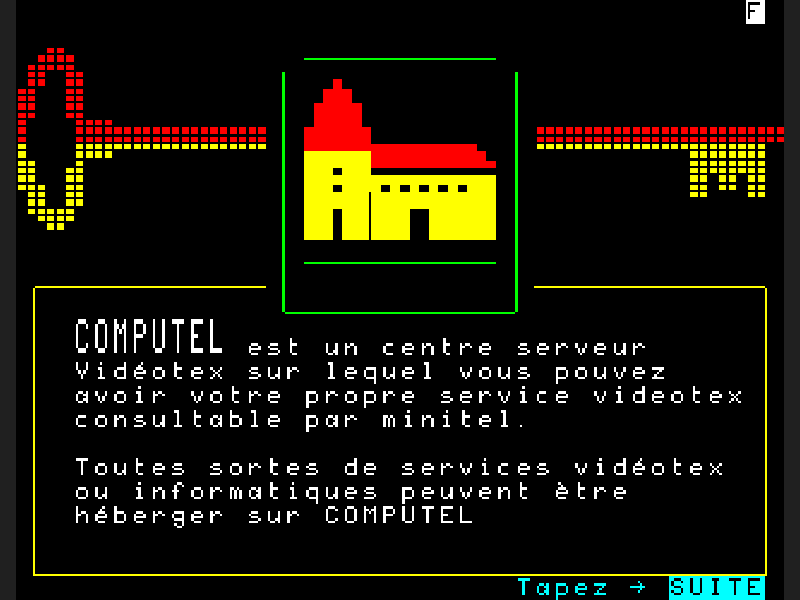 F
COMPUTEL est un centre serveur
Vidéotex sur lequel vous pouvez
avoir votre propre service videotex
consultable par minitel.
Toutes sortes de services vidéotex
ou informatiques peuvent ètre
héberger sur COMPUTEL
Tapez → SUITE